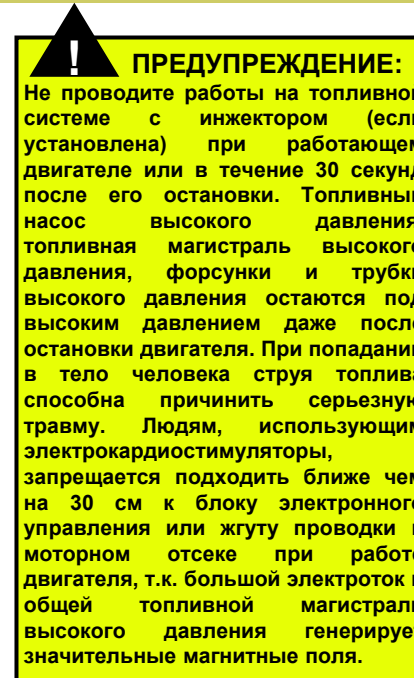 ! ПРЕДУПРЕЖДЕНИЕ:
Не проводите работы на топливной
системе с инжектором (если
установлена) при работающем
двигателе или в течение 30 секунд
после его остановки. Топливный
насос высокого давления
топливная магистраль высокого
давления, форсунки и трубки
высокого давления остаются под
высоким давлением даже после
остановки двигателя. При попадании
в тело человека струя топлива
способна причинить серьезную
травму. Людям, использующим
электрокардиостимуляторы,
запрещается подходить ближе чем
на 30 см к блоку электронного
управления или жгуту проводки в
моторном отсеке при работе
двигателя, т.к. большой электроток в
общей топливной магистрали
высокого давления генерирует
значительные магнитные поля.